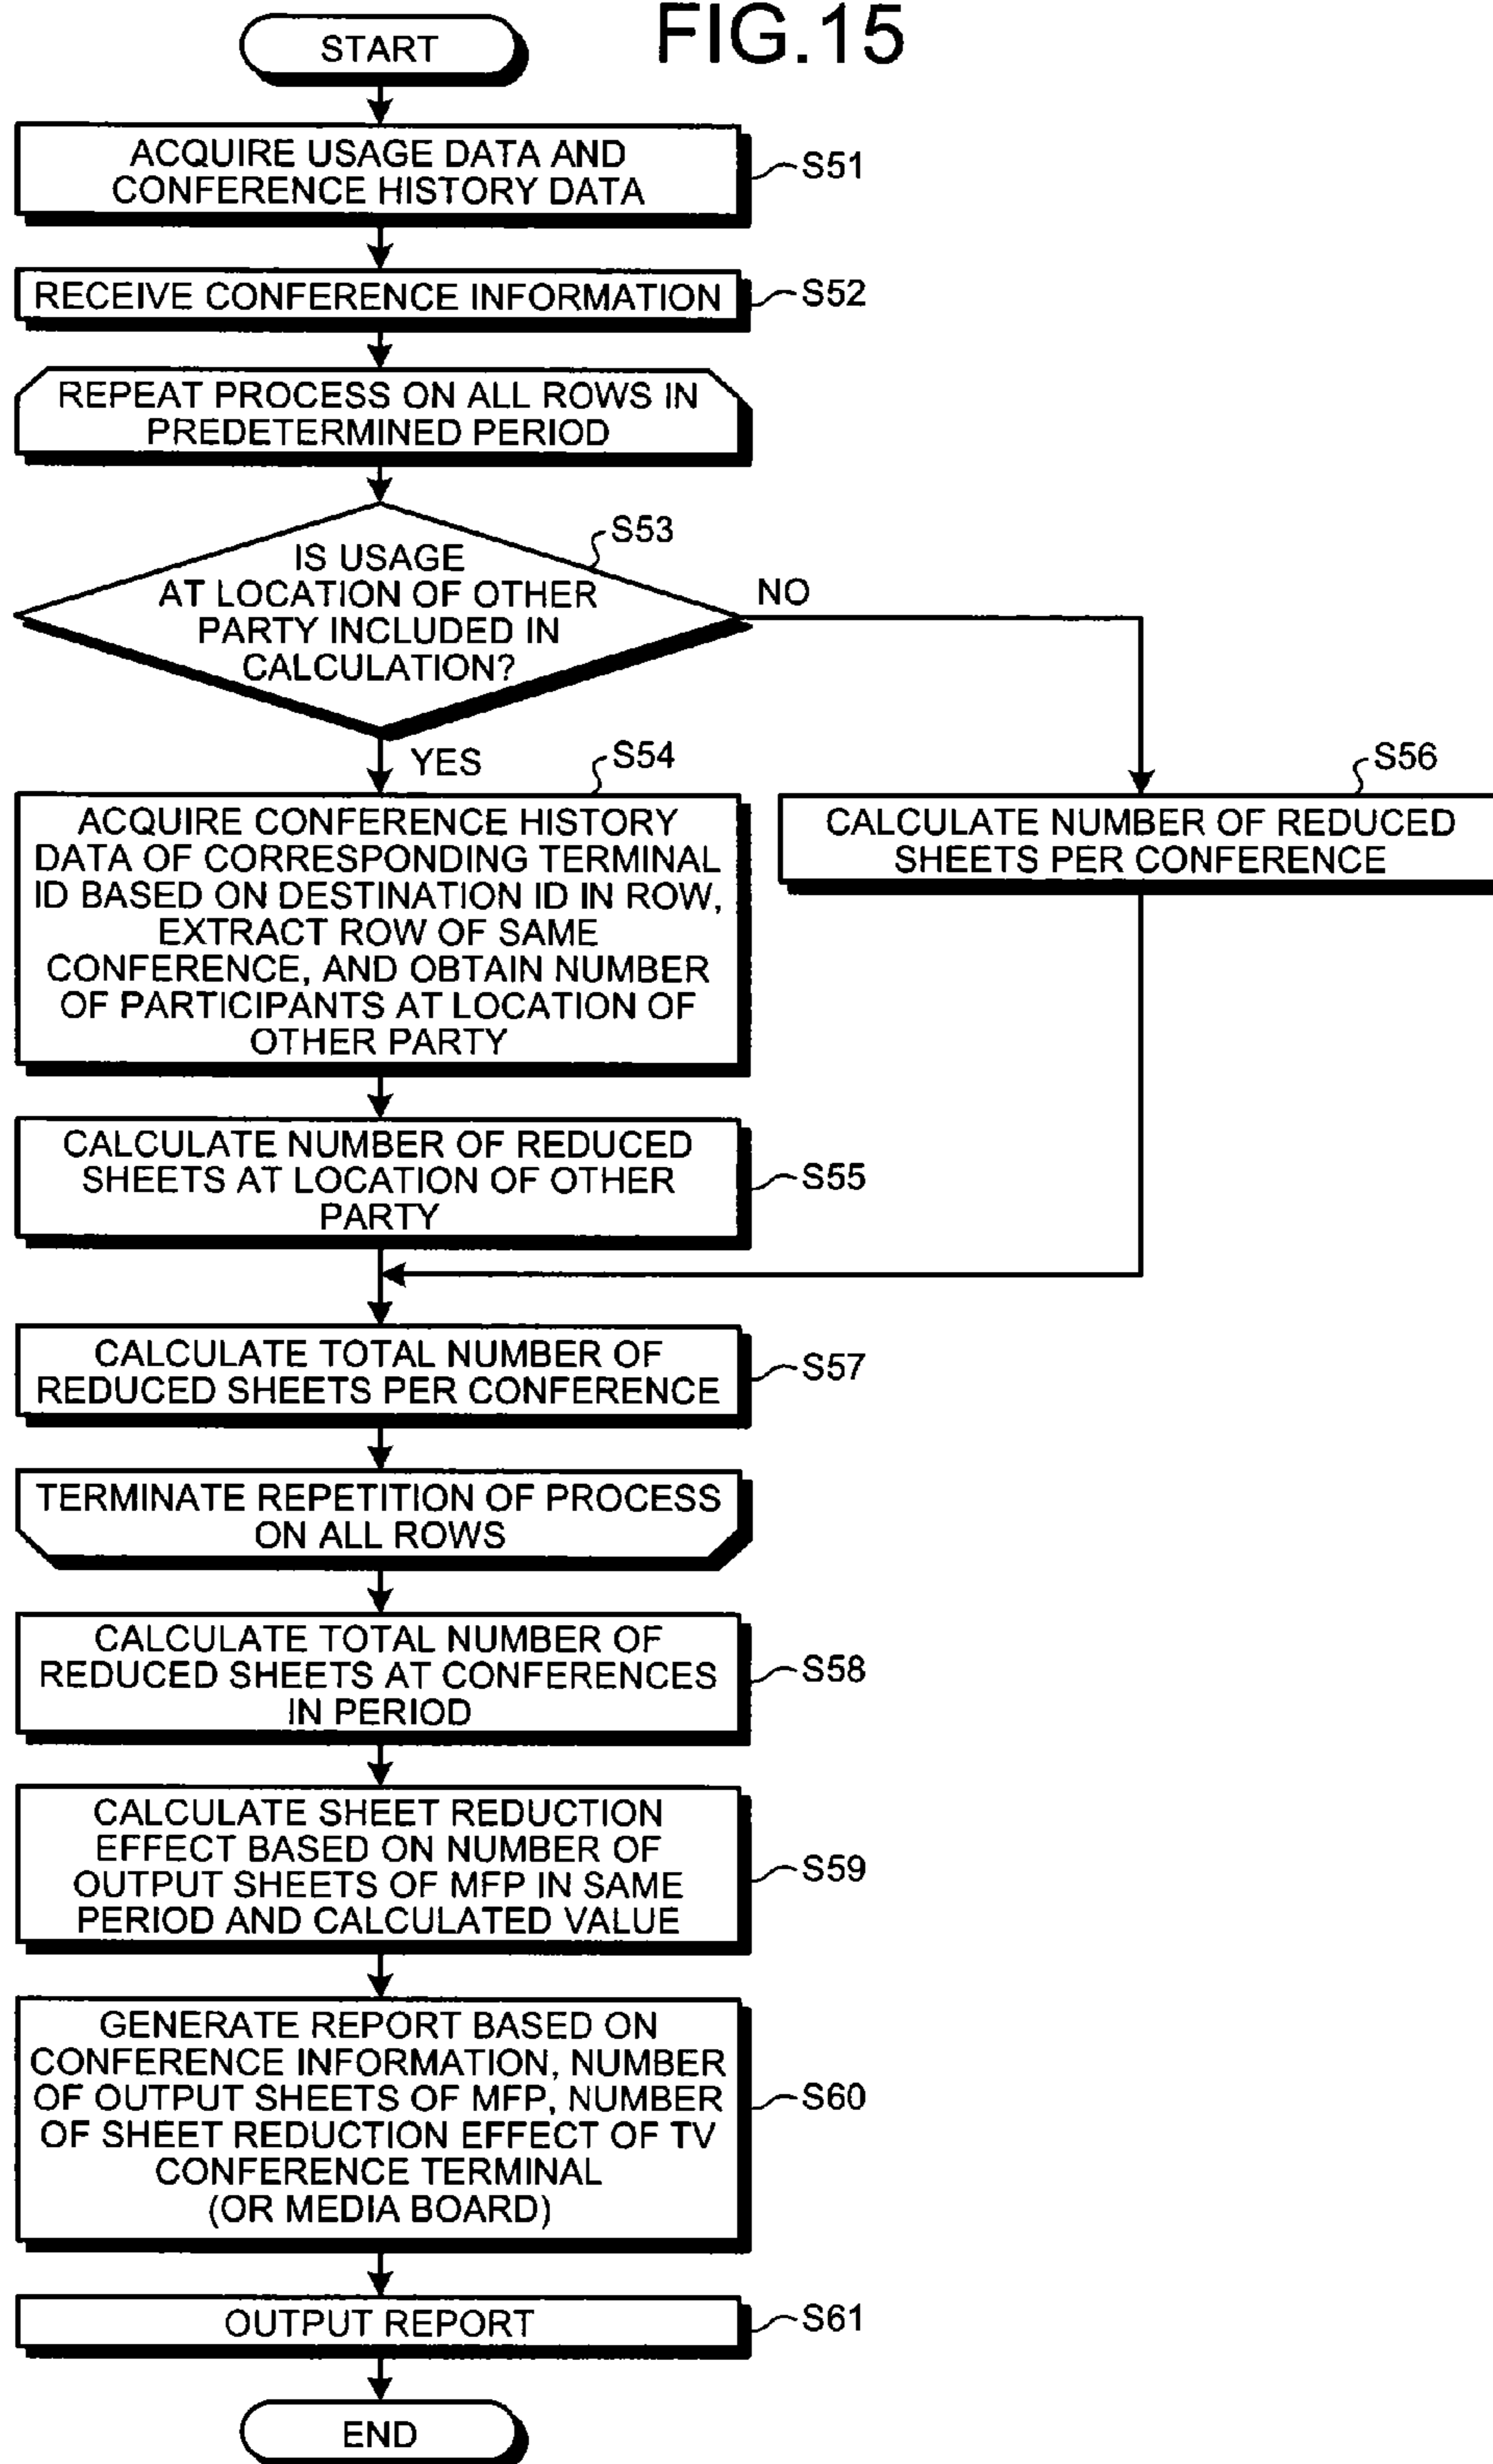 FIG.15
START
ACQUIRE USAGE DATA AND
CONFERENCE HISTORY DATA
S51
RECEIVE CONFERENCE INFORMATION
S52
REPEAT PROCESS ON ALL ROWS IN
PREDETERMINED PERIOD
S53
IS USAGE
AT LOCATION OF OTHER
PARTY INCLUDED IN
CALCULATION?
NO
YES
S54
ACQUIRE CONFERENCE HISTORY
DATA OF CORRESPONDING TERMINAL
ID BASED ON DESTINATION ID IN ROW,
EXTRACT ROW OF SAME
CONFERENCE, AND OBTAIN NUMBER
OF PARTICIPANTS AT LOCATION OF
OTHER PARTY
S56
CALCULATE NUMBER OF REDUCED
SHEETS PER CONFERENCE
CALCULATE NUMBER OF REDUCED
SHEETS AT LOCATION OF OTHER
PARTY
S55
CALCULATE TOTAL NUMBER OF
REDUCED SHEETS PER CONFERENCE
S57
TERMINATE REPETITION OF PROCESS
ON ALL ROWS
CALCULATE TOTAL NUMBER OF
REDUCED SHEETS AT CONFERENCES
IN PERIOD
S58
CALCULATE SHEET REDUCTION
EFFECT BASED ON NUMBER OF
OUTPUT SHEETS OF MFP IN SAME
PERIOD AND CALCULATED VALUE
S59
GENERATE REPORT BASED ON
CONFERENCE INFORMATION, NUMBER
OF OUTPUT SHEETS OF MFP, NUMBER
OF SHEET REDUCTION EFFECT OF TV
CONFERENCE TERMINAL
(OR MEDIA BOARD)
S60
OUTPUT REPORT
S61
END